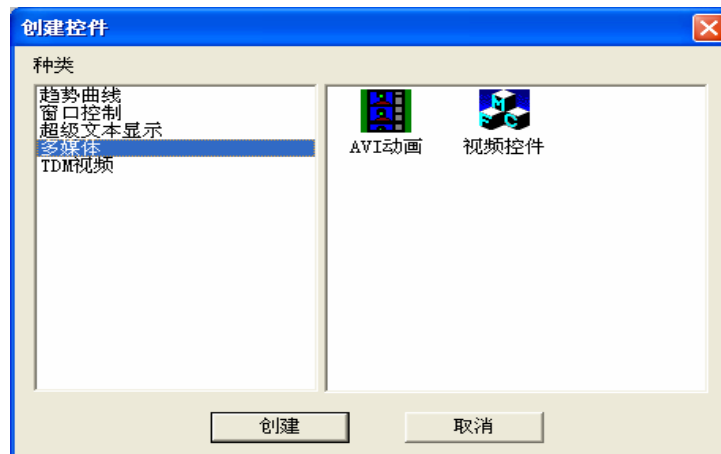 创建控件
种类
趋势曲线
窗口控制
超级文本显示
多媒体
TDM视频
AVI动画
视频控件
创建
取消